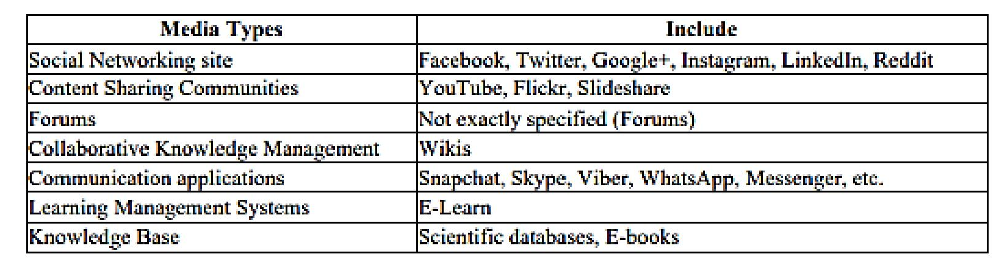 Media Types Include
Social Networking site Facebook, Twitter, Google+, Instagram, LinkedIn, Reddit
Content Sharing Communities YouTube, Flickr, Slideshare
Forums Not exactly specified (Forums)
Collaborative Knowledge Management Wikis
Communication applications Snapchat, Skype, Viber, WhatsApp, Messenger, etc.
Learning Management Systems E-Learn
Knowledge Base Scientific databases, E-books